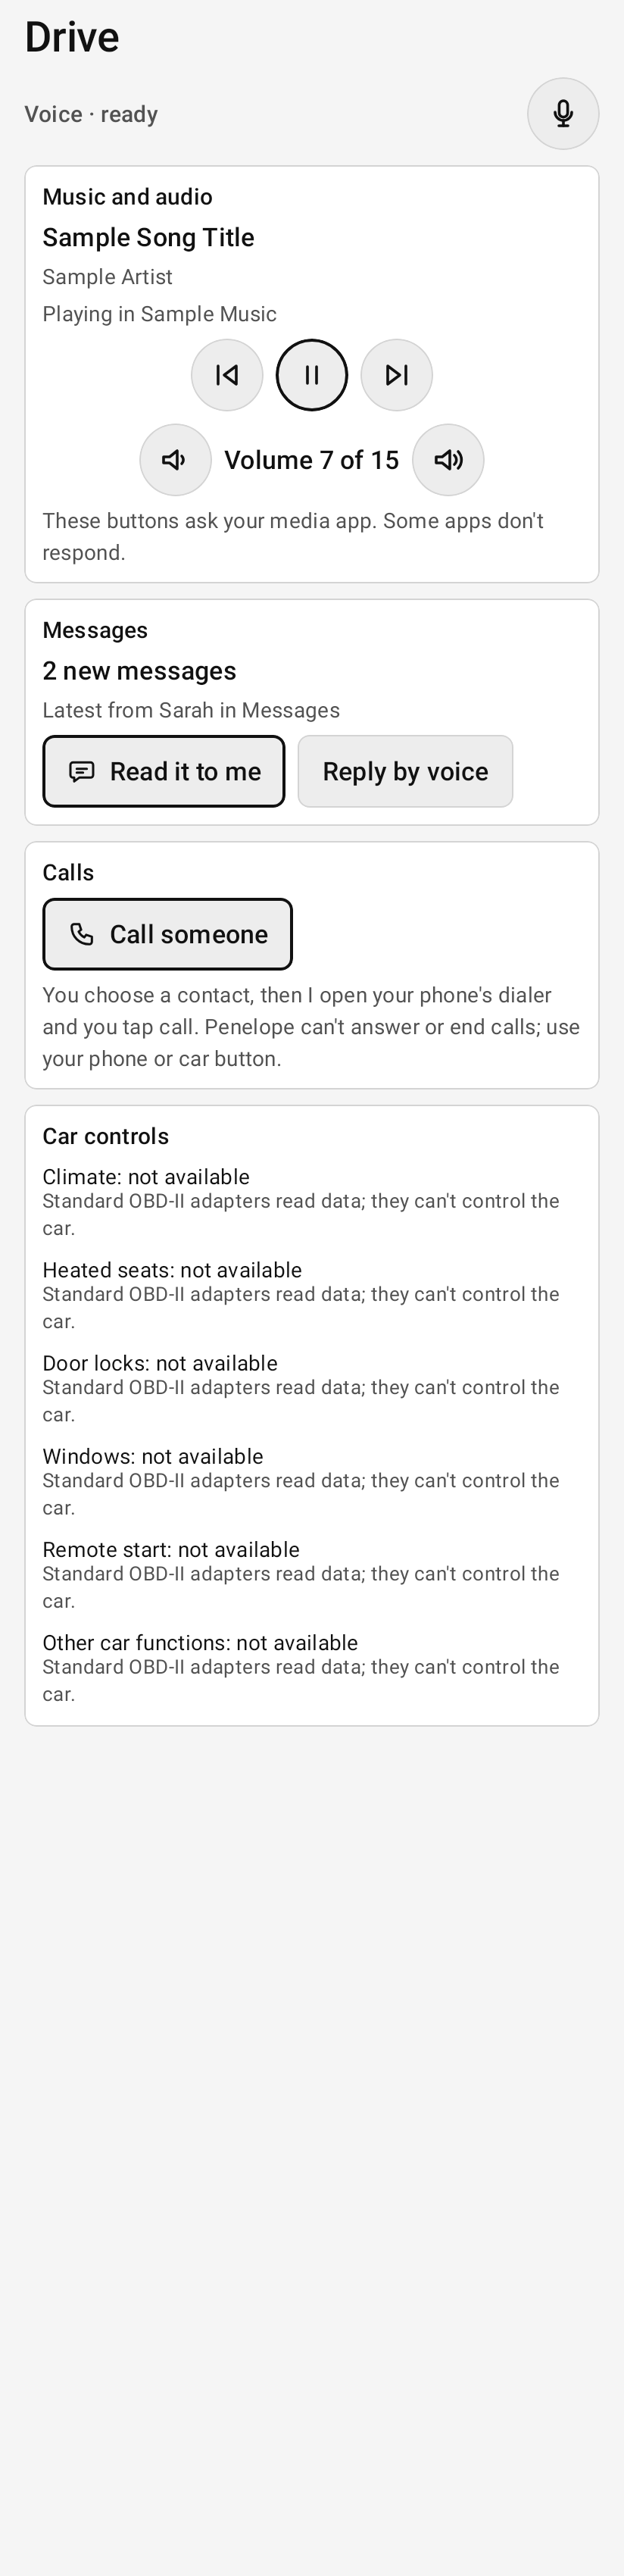 Drive
Voice · ready
Music and audio
Sample Song Title
Sample Artist
Playing in Sample Music
Volume 7 of 15
These buttons ask your media app. Some apps don't
respond.
Messages
2 new messages
Latest from Sarah in Messages
Read it to me
Reply by voice
Calls
Call someone
You choose a contact, then I open your phone's dialer
and you tap call. Penelope can't answer or end calls; use
your phone or car button.
Car controls
Climate: not available
Standard OBD-II adapters read data; they can't control the
car.
Heated seats: not available
Standard OBD-II adapters read data; they can't control the
car.
Door locks: not available
Standard OBD-II adapters read data; they can't control the
car.
Windows: not available
Standard OBD-II adapters read data; they can't control the
car.
Remote start: not available
Standard OBD-II adapters read data; they can't control the
car.
Other car functions: not available
Standard OBD-II adapters read data; they can't control the
car.